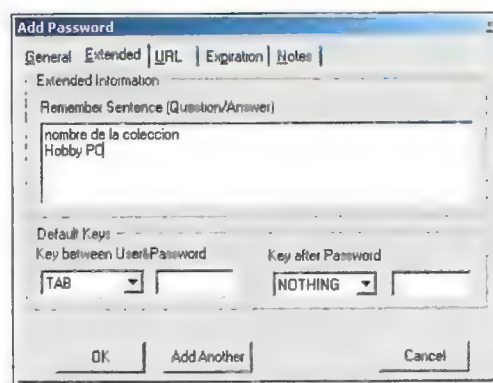 Add Password
General Extended URL Expiration Notes
Extended Information
Remember Sentence (Question/Answer)
nombre de la coleccion
Hobby PC
Default Keys
Key between User&Password Key after Password
TAB NOTHING
OK Add Another Cancel